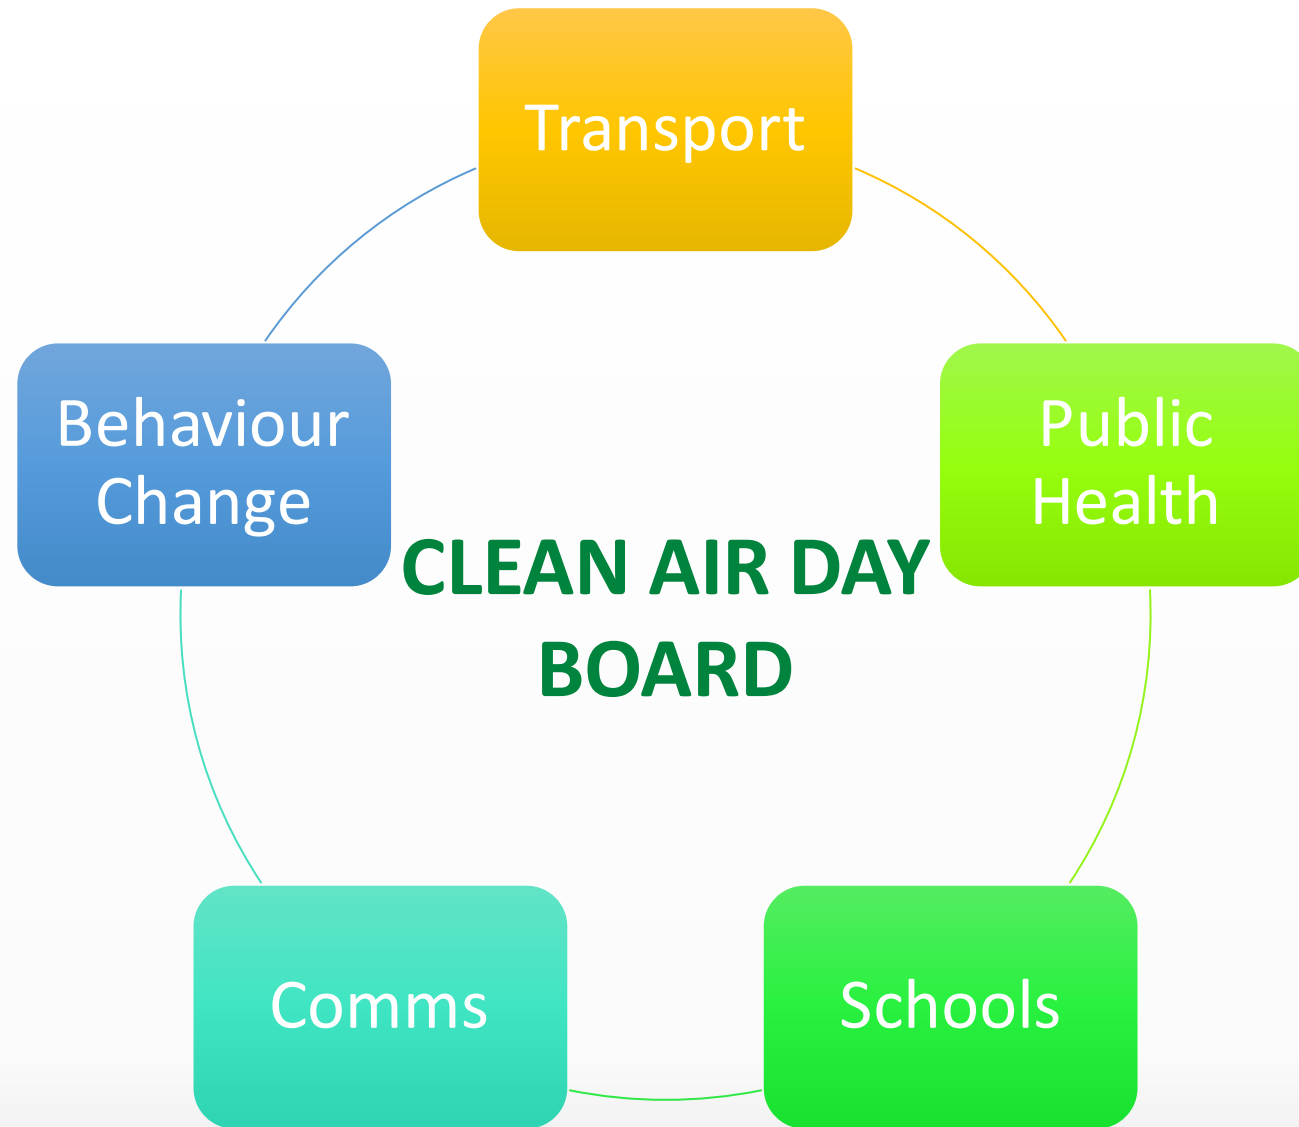 Transport
Behaviour
Change
Public
Health
CLEAN AIR DAY
BOARD
Comms
Schools